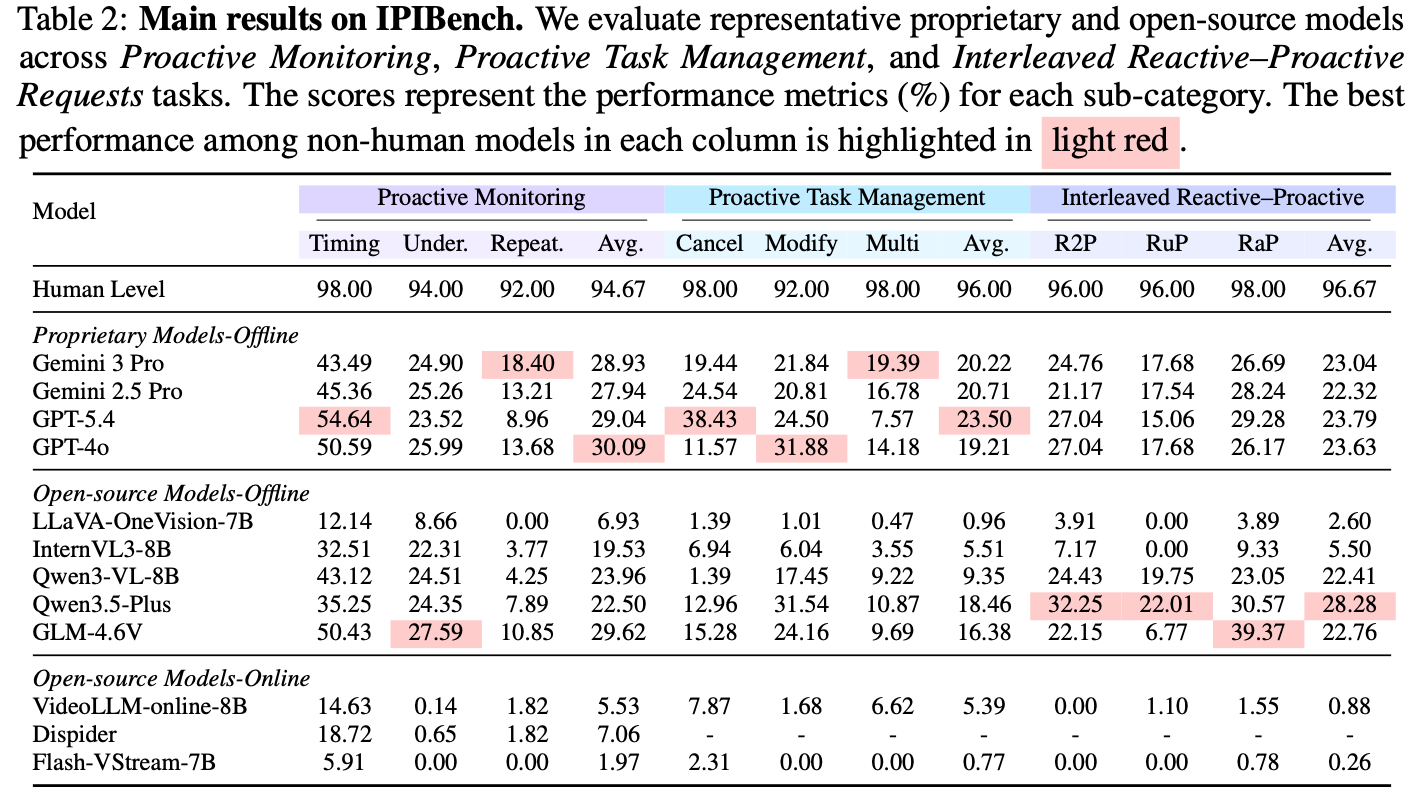 Table 2: Main results on IPIBench. We evaluate representative proprietary and open-source models
across Proactive Monitoring, Proactive Task Management, and Interleaved Reactive–Proactive
Requests tasks. The scores represent the performance metrics (%) for each sub-category. The best
performance among non-human models in each column is highlighted in light red .
Model Proactive Monitoring Proactive Task Management Interleaved Reactive–Proactive
Timing Under. Repeat. Avg. Cancel Modify Multi Avg. R2P RuP RaP Avg.
Human Level 98.00 94.00 92.00 94.67 98.00 92.00 98.00 96.00 96.00 96.00 98.00 96.67
Proprietary Models-Offline
Gemini 3 Pro 43.49 24.90 18.40 28.93 19.44 21.84 19.39 20.22 24.76 17.68 26.69 23.04
Gemini 2.5 Pro 45.36 25.26 13.21 27.94 24.54 20.81 16.78 20.71 21.17 17.54 28.24 22.32
GPT-5.4 54.64 23.52 8.96 29.04 38.43 24.50 7.57 23.50 27.04 15.06 29.28 23.79
GPT-4o 50.59 25.99 13.68 30.09 11.57 31.88 14.18 19.21 27.04 17.68 26.17 23.63
Open-source Models-Offline
LLaVA-OneVision-7B 12.14 8.66 0.00 6.93 1.39 1.01 0.47 0.96 3.91 0.00 3.89 2.60
InternVL3-8B 32.51 22.31 3.77 19.53 6.94 6.04 3.55 5.51 7.17 0.00 9.33 5.50
Qwen3-VL-8B 43.12 24.51 4.25 23.96 1.39 17.45 9.22 9.35 24.43 19.75 23.05 22.41
Qwen3.5-Plus 35.25 24.35 7.89 22.50 12.96 31.54 10.87 18.46 32.25 22.01 30.57 28.28
GLM-4.6V 50.43 27.59 10.85 29.62 15.28 24.16 9.69 16.38 22.15 6.77 39.37 22.76
Open-source Models-Online
VideoLLM-online-8B 14.63 0.14 1.82 5.53 7.87 1.68 6.62 5.39 0.00 1.10 1.55 0.88
Dispider 18.72 0.65 1.82 7.06 - - - - - - - -
Flash-VStream-7B 5.91 0.00 0.00 1.97 2.31 0.00 0.00 0.77 0.00 0.00 0.78 0.26